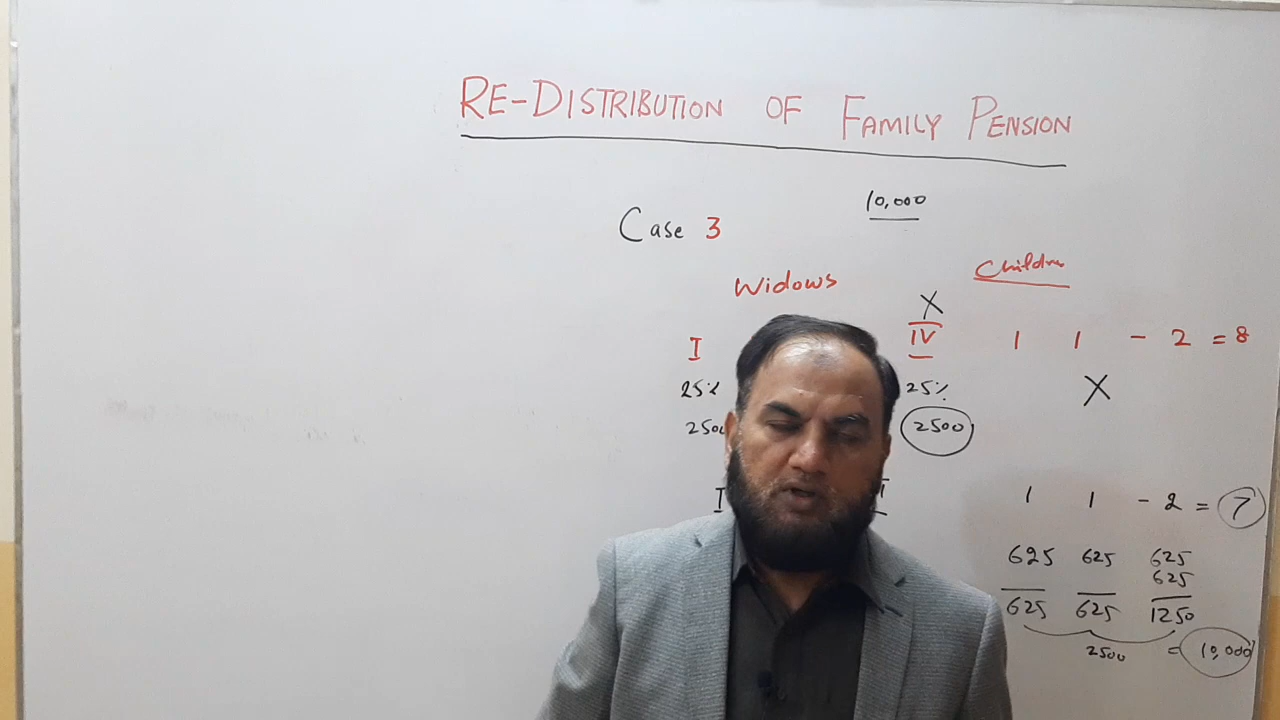 RE-DISTRIBUTION OF FAMILY PENSION
10,000
Case 3
Children
Widows
X
I IV 1 1 - 2 = 8
25% 25% X
2500 2500
I 1 1 - 2 = 7
625 625 625
625
625 625 1250
2500 = 10,000